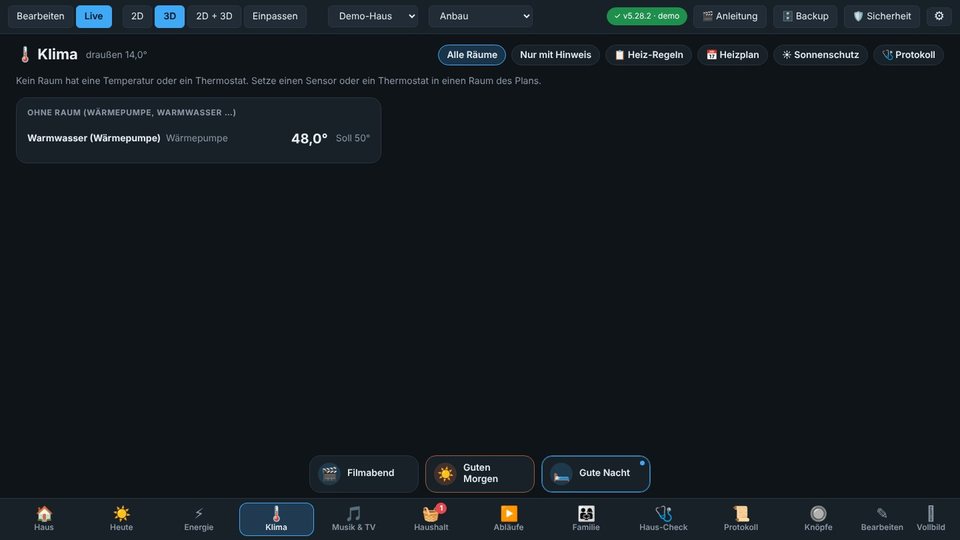 Bearbeiten Live 2D 3D 2D + 3D Einpassen Demo-Haus Anbau ✓ v5.28.2 · demo Anleitung Backup Sicherheit
Klima draußen 14,0° Alle Räume Nur mit Hinweis Heiz-Regeln Heizplan Sonnenschutz Protokoll
Kein Raum hat eine Temperatur oder ein Thermostat. Setze einen Sensor oder ein Thermostat in einen Raum des Plans.
OHNE RAUM (WÄRMEPUMPE, WARMWASSER ...)
Warmwasser (Wärmepumpe) Wärmepumpe 48,0° Soll 50°
Filmabend
Guten
Morgen
Gute Nacht
1
Haus Heute Energie Klima Musik & TV Haushalt Abläufe Familie Haus-Check Protokoll Knöpfe Bearbeiten Vollbild